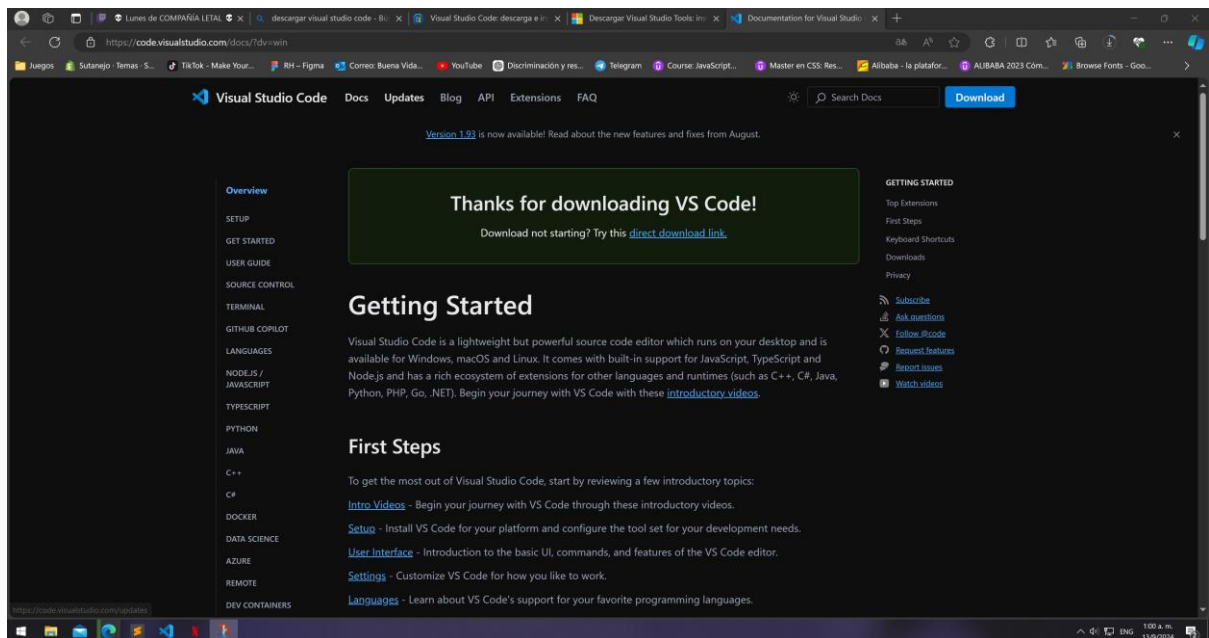 Lunes de COMPAÑÍA LETAL
descargar visual studio code - Bú
Visual Studio Code: descarga e in
Descargar Visual Studio Tools: ins
Documentation for Visual Studio
https://code.visualstudio.com/docs/?dv=win
Juegos
Sutanejo · Temas · S...
TikTok - Make Your...
RH – Figma
Correo: Buena Vida...
YouTube
Discriminación y res...
Telegram
Course: JavaScript...
Master en CSS: Res...
Alibaba - la platafor...
ALIBABA 2023 Cóm...
Browse Fonts - Goo...
Visual Studio Code
Docs
Updates
Blog
API
Extensions
FAQ
Search Docs
Download
Version 1.93 is now available! Read about the new features and fixes from August.
Overview
SETUP
GET STARTED
USER GUIDE
SOURCE CONTROL
TERMINAL
GITHUB COPILOT
LANGUAGES
NODE.JS /
JAVASCRIPT
TYPESCRIPT
PYTHON
JAVA
C++
C#
DOCKER
DATA SCIENCE
AZURE
REMOTE
DEV CONTAINERS
Thanks for downloading VS Code!
Download not starting? Try this direct download link.
Getting Started
Visual Studio Code is a lightweight but powerful source code editor which runs on your desktop and is
available for Windows, macOS and Linux. It comes with built-in support for JavaScript, TypeScript and
Node.js and has a rich ecosystem of extensions for other languages and runtimes (such as C++, C#, Java,
Python, PHP, Go, .NET). Begin your journey with VS Code with these introductory videos.
First Steps
To get the most out of Visual Studio Code, start by reviewing a few introductory topics:
Intro Videos - Begin your journey with VS Code through these introductory videos.
Setup - Install VS Code for your platform and configure the tool set for your development needs.
User Interface - Introduction to the basic UI, commands, and features of the VS Code editor.
Settings - Customize VS Code for how you like to work.
Languages - Learn about VS Code's support for your favorite programming languages.
GETTING STARTED
Top Extensions
First Steps
Keyboard Shortcuts
Downloads
Privacy
Subscribe
Ask questions
Follow @code
Request features
Report issues
Watch videos
https://code.visualstudio.com/updates
ENG
1:00 a. m.
13/9/2024